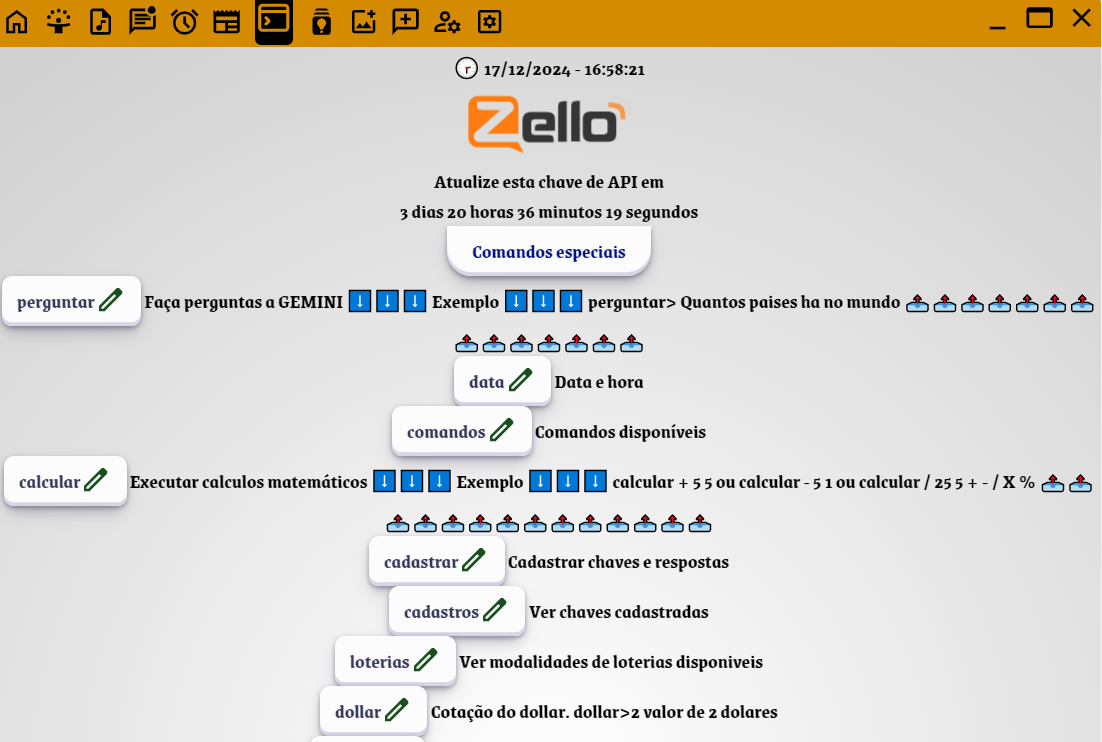 17/12/2024 - 16:58:21
Zello
Atualize esta chave de API em
3 dias 20 horas 36 minutos 19 segundos
Comandos especiais
perguntar Faça perguntas a GEMINI ⬇️ ⬇️ ⬇️ Exemplo ⬇️ ⬇️ ⬇️ perguntar> Quantos paises ha no mundo 📤 📤 📤 📤 📤 📤 📤
📤 📤 📤 📤 📤 📤 📤
data Data e hora
comandos Comandos disponíveis
calcular Executar calculos matemáticos ⬇️ ⬇️ ⬇️ Exemplo ⬇️ ⬇️ ⬇️ calcular + 5 5 ou calcular - 5 1 ou calcular / 25 5 + - / X % 📤 📤
📤 📤 📤 📤 📤 📤 📤 📤 📤 📤 📤 📤
cadastrar Cadastrar chaves e respostas
cadastros Ver chaves cadastradas
loterias Ver modalidades de loterias disponiveis
dollar Cotação do dollar. dollar>2 valor de 2 dolares